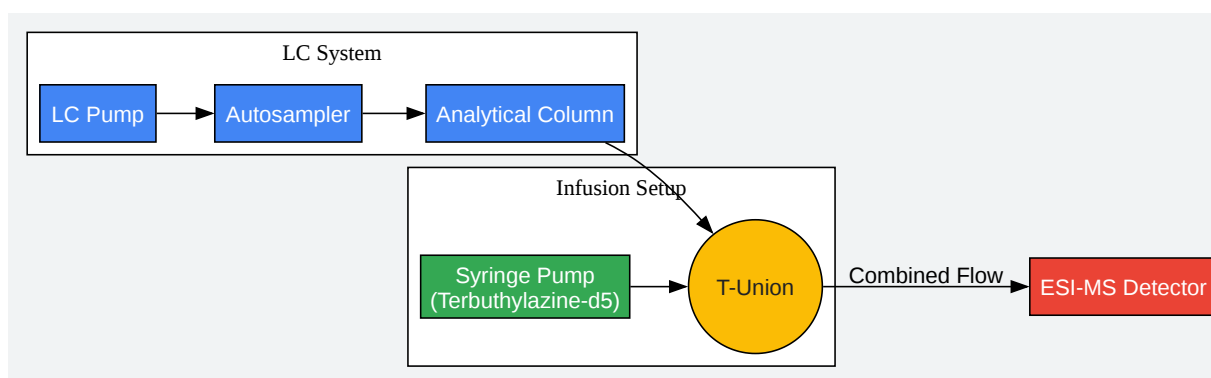 LC System
LC Pump
Autosampler
Analytical Column
Infusion Setup
Syringe Pump
(Terbuthylazine-d5)
T-Union
Combined Flow
ESI-MS Detector